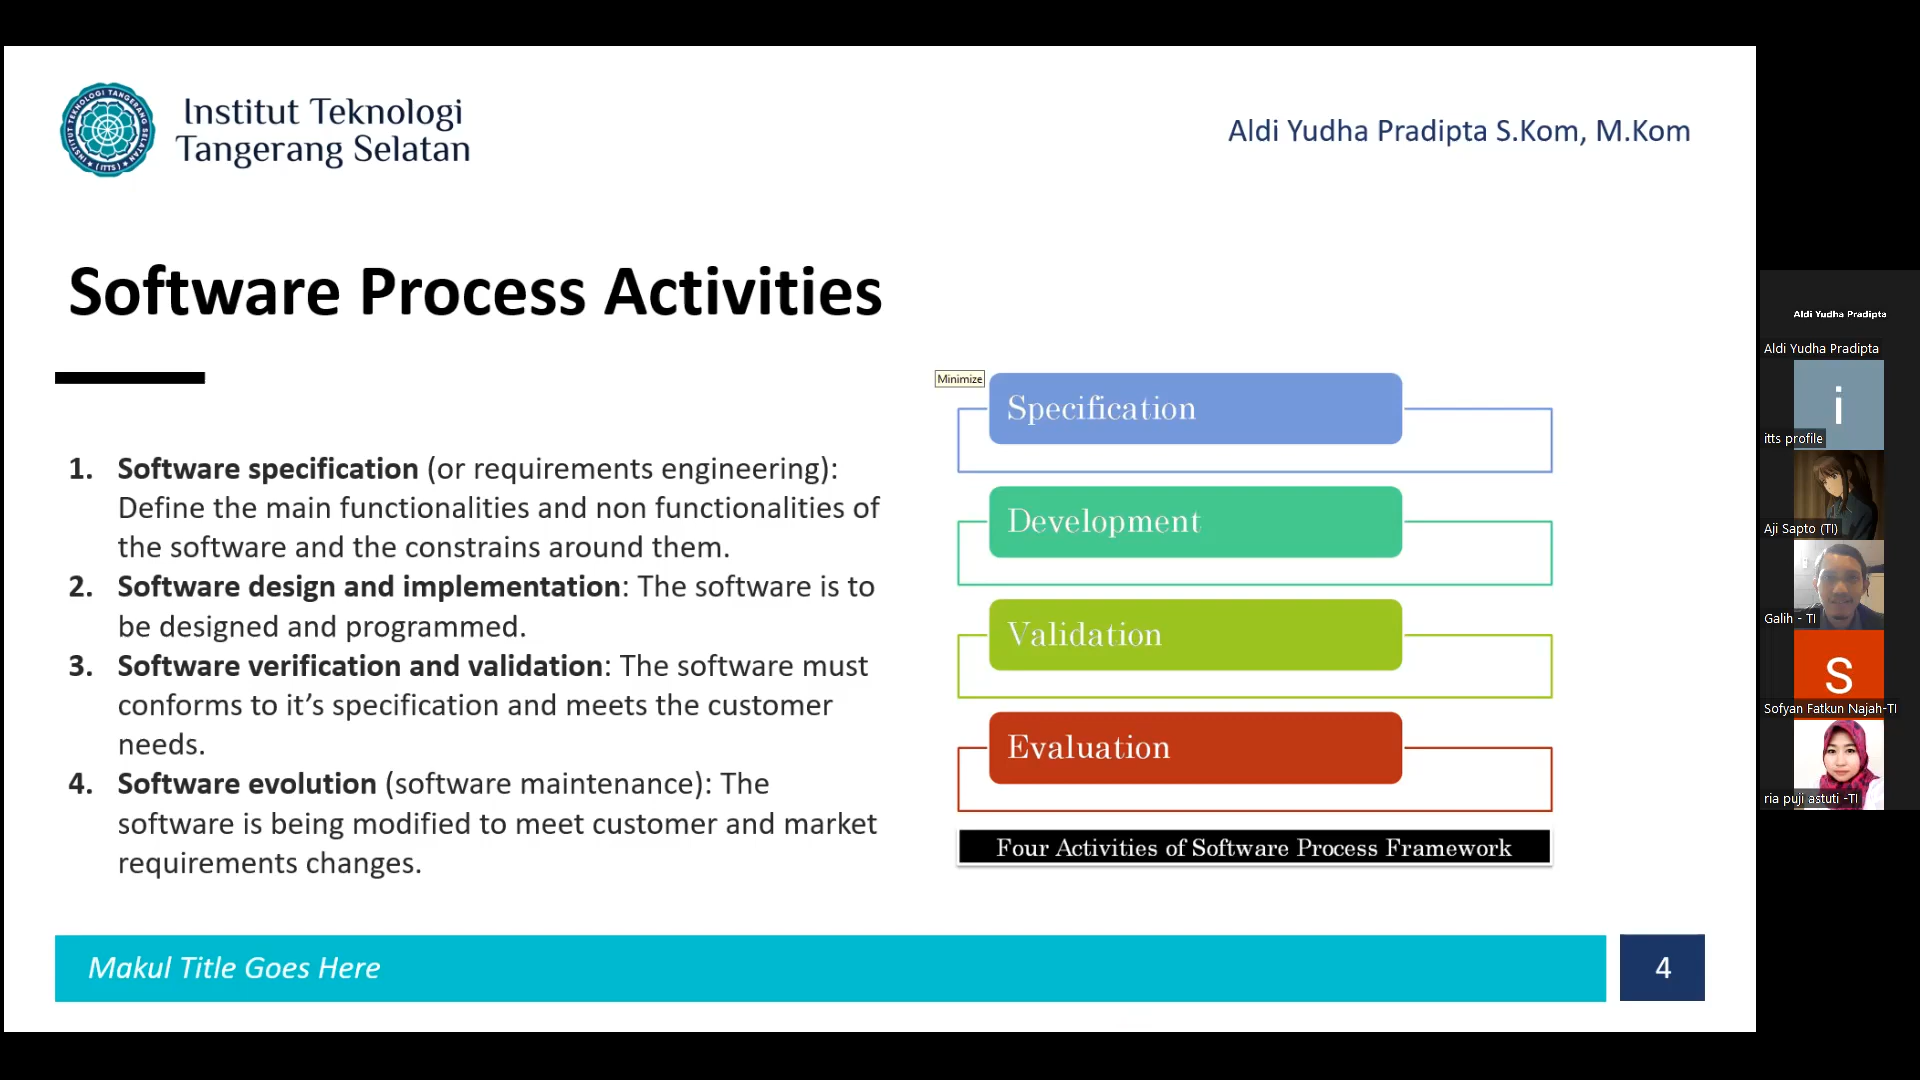 Institut Teknologi
Tangerang Selatan
INSTITUT TEKNOLOGI TANGERANG SELATAN
(ITTS)
Aldi Yudha Pradipta S.Kom, M.Kom
Software Process Activities
1. Software specification (or requirements engineering):
Define the main functionalities and non functionalities of
the software and the constrains around them.
2. Software design and implementation: The software is to
be designed and programmed.
3. Software verification and validation: The software must
conforms to it’s specification and meets the customer
needs.
4. Software evolution (software maintenance): The
software is being modified to meet customer and market
requirements changes.
Minimize
Specification
Development
Validation
Evaluation
Four Activities of Software Process Framework
Makul Title Goes Here
4
Aldi Yudha Pradipta
Aldi Yudha Pradipta
i
itts profile
Aji Sapto (TI)
Galih - TI
S
Sofyan Fatkun Najah-TI
ria puji astuti -TI